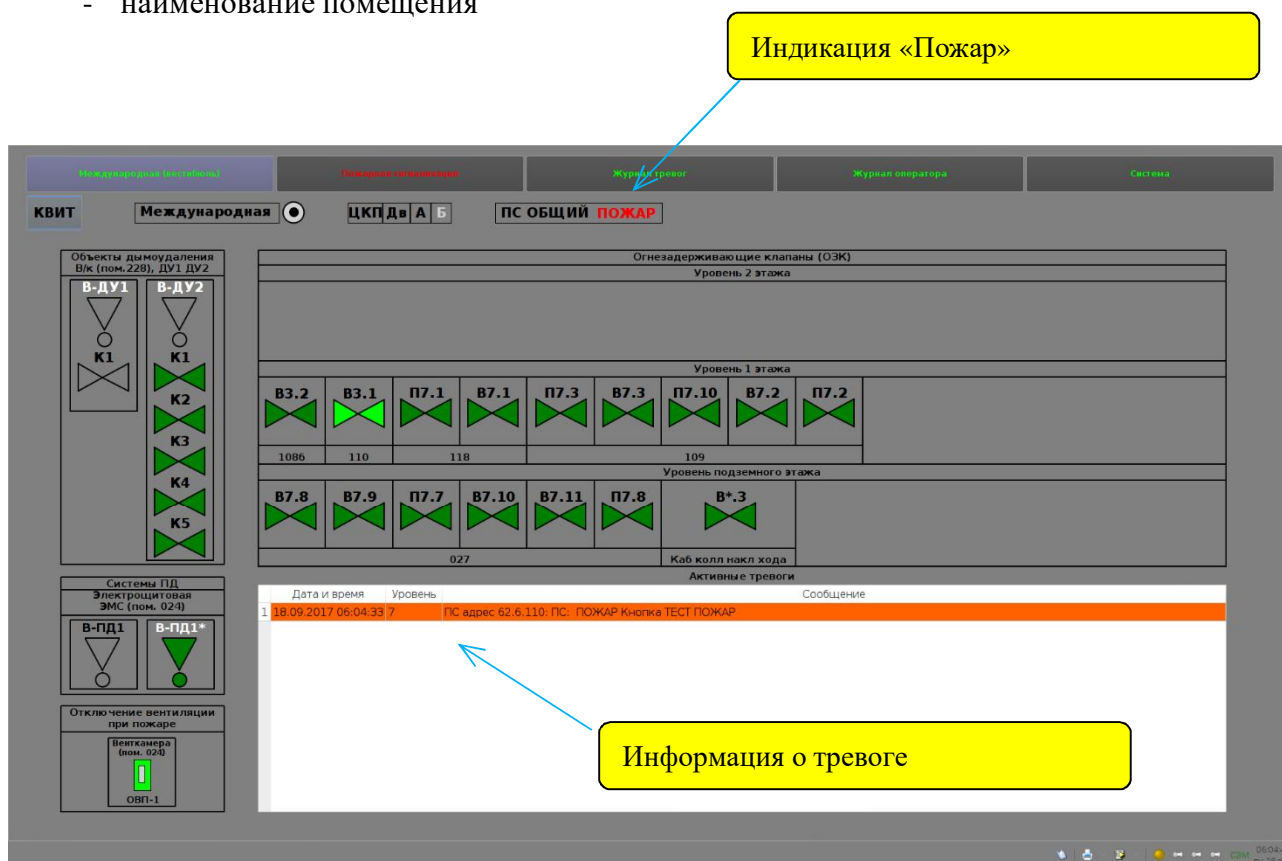 - наименование помещения
Индикация «Пожар»
Международная (вестибюль)
Пожарная сигнализация
Журнал тревог
Журнал оператора
Система
КВИТ
Международная
ЦКП Дв А Б
ПС ОБЩИЙ ПОЖАР
Объекты дымоудаления
В/к (пом.228), ДУ1 ДУ2
В-ДУ1 В-ДУ2
К1 К1
К2
К3
К4
К5
Огнезадерживающие клапаны (ОЗК)
Уровень 2 этажа
Уровень 1 этажа
В3.2 В3.1 П7.1 В7.1 П7.3 В7.3 П7.10 В7.2 П7.2
1086 110 118 109
Уровень подземного этажа
В7.8 В7.9 П7.7 В7.10 В7.11 П7.8 В*.3
027 Каб колл накл хода
Системы ПД
Электрощитовая
ЭМС (пом. 024)
В-ПД1 В-ПД1*
Отключение вентиляции
при пожаре
Венткамера
(пом. 024)
ОВП-1
Активные тревоги
Дата и время Уровень Сообщение
1 18.09.2017 06:04:33 7 ПС адрес 62.6.110: ПС: ПОЖАР Кнопка ТЕСТ ПОЖАР
Информация о тревоге